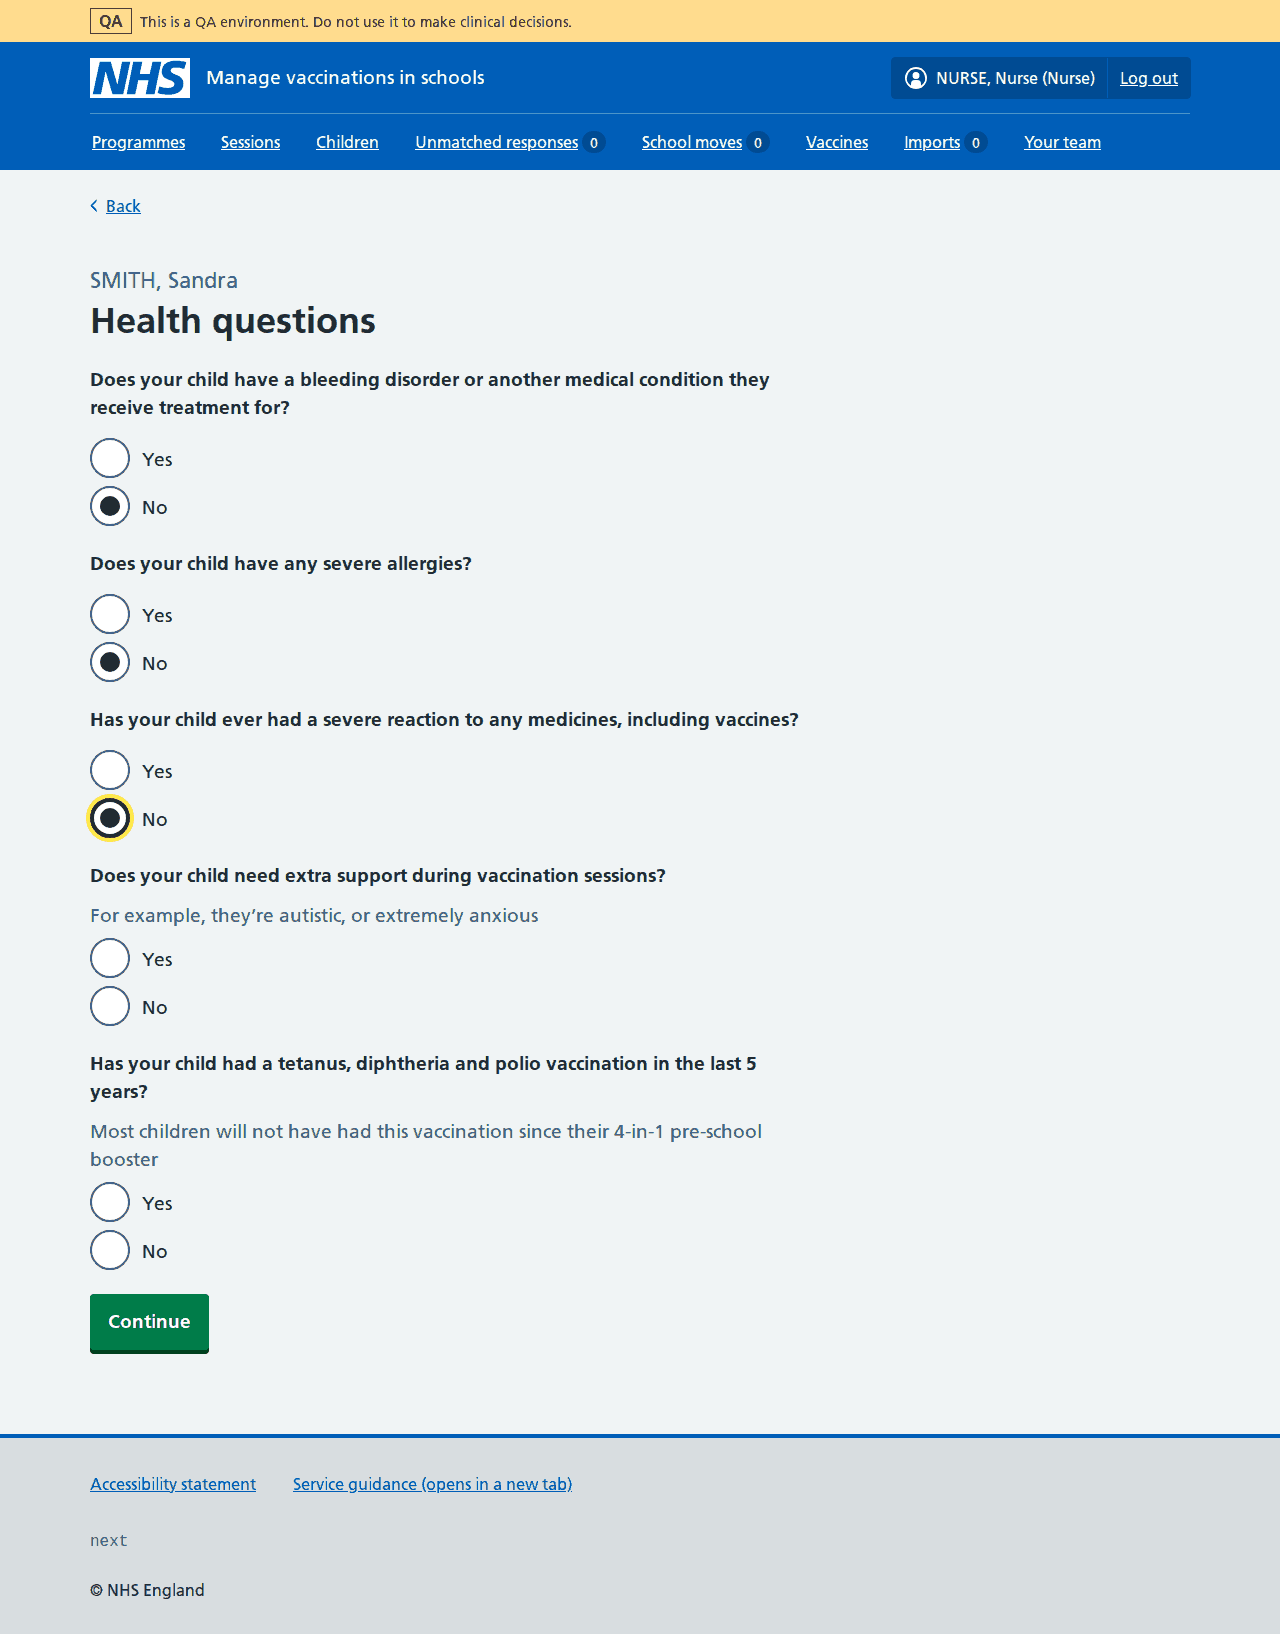 QA This is a QA environment. Do not use it to make clinical decisions.
NHS Manage vaccinations in schools NURSE, Nurse (Nurse) Log out
Programmes Sessions Children Unmatched responses 0 School moves 0 Vaccines Imports 0 Your team
Back
SMITH, Sandra
Health questions
Does your child have a bleeding disorder or another medical condition they
receive treatment for?
Yes
No
Does your child have any severe allergies?
Yes
No
Has your child ever had a severe reaction to any medicines, including vaccines?
Yes
No
Does your child need extra support during vaccination sessions?
For example, they’re autistic, or extremely anxious
Yes
No
Has your child had a tetanus, diphtheria and polio vaccination in the last 5
years?
Most children will not have had this vaccination since their 4-in-1 pre-school
booster
Yes
No
Continue
Accessibility statement Service guidance (opens in a new tab)
next
© NHS England